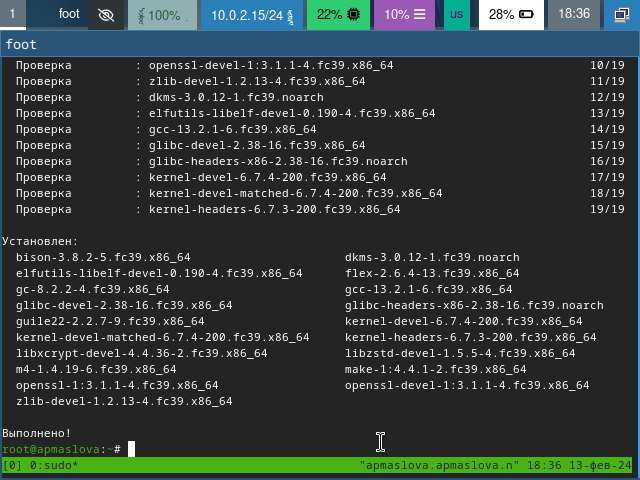 1 foot 100% 10.0.2.15/24 22% 10% us 28% 18:36
foot
Проверка : openssl-devel-1:3.1.1-4.fc39.x86_64 10/19
Проверка : zlib-devel-1.2.13-4.fc39.x86_64 11/19
Проверка : dkms-3.0.12-1.fc39.noarch 12/19
Проверка : elfutils-libelf-devel-0.190-4.fc39.x86_64 13/19
Проверка : gcc-13.2.1-6.fc39.x86_64 14/19
Проверка : glibc-devel-2.38-16.fc39.x86_64 15/19
Проверка : glibc-headers-x86-2.38-16.fc39.noarch 16/19
Проверка : kernel-devel-6.7.4-200.fc39.x86_64 17/19
Проверка : kernel-devel-matched-6.7.4-200.fc39.x86_64 18/19
Проверка : kernel-headers-6.7.3-200.fc39.x86_64 19/19
Установлен:
bison-3.8.2-5.fc39.x86_64 dkms-3.0.12-1.fc39.noarch
elfutils-libelf-devel-0.190-4.fc39.x86_64 flex-2.6.4-13.fc39.x86_64
gc-8.2.2-4.fc39.x86_64 gcc-13.2.1-6.fc39.x86_64
glibc-devel-2.38-16.fc39.x86_64 glibc-headers-x86-2.38-16.fc39.noarch
guile22-2.2.7-9.fc39.x86_64 kernel-devel-6.7.4-200.fc39.x86_64
kernel-devel-matched-6.7.4-200.fc39.x86_64 kernel-headers-6.7.3-200.fc39.x86_64
libxcrypt-devel-4.4.36-2.fc39.x86_64 libzstd-devel-1.5.5-4.fc39.x86_64
m4-1.4.19-6.fc39.x86_64 make-1:4.4.1-2.fc39.x86_64
openssl-1:3.1.1-4.fc39.x86_64 openssl-devel-1:3.1.1-4.fc39.x86_64
zlib-devel-1.2.13-4.fc39.x86_64
Выполнено!
root@apmaslova:~#
[0] 0:sudo* "apmaslova.apmaslova.n" 18:36 13-фев-24